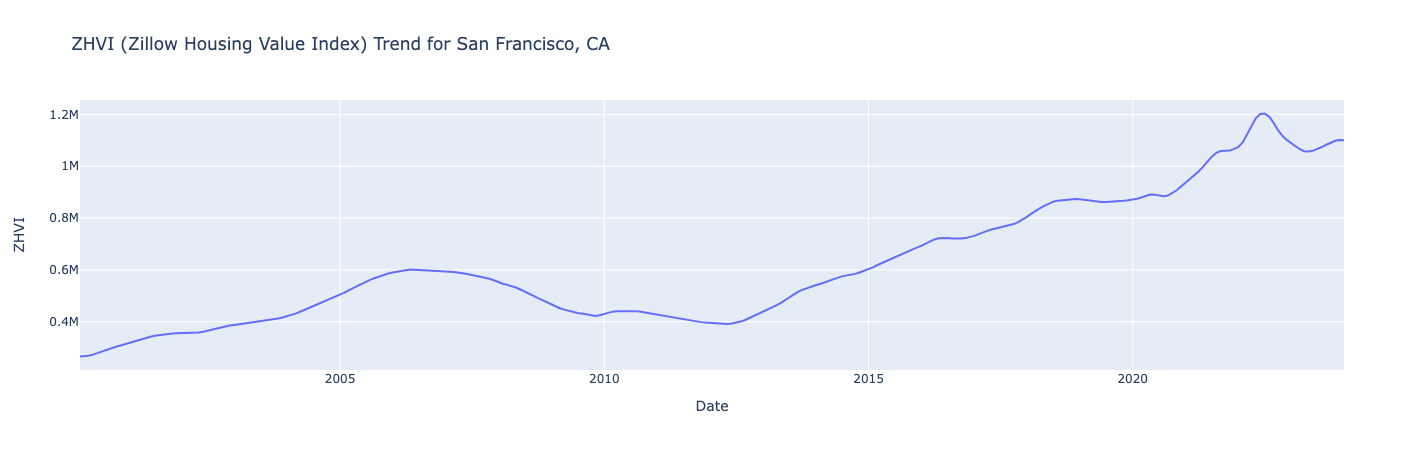 ZHVI (Zillow Housing Value Index) Trend for San Francisco, CA
1.2M
1M
0.8M
0.6M
0.4M
ZHVI
2005 2010 2015 2020
Date